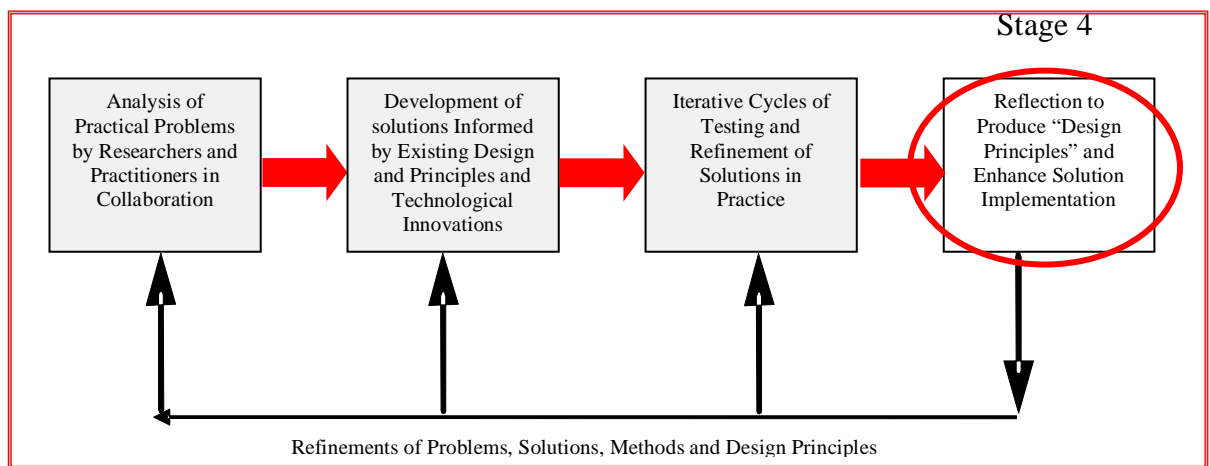 Stage 4
Analysis of
Practical Problems
by Researchers and
Practitioners in
Collaboration
Development of
solutions Informed
by Existing Design
and Principles and
Technological
Innovations
Iterative Cycles of
Testing and
Refinement of
Solutions in
Practice
Reflection to
Produce “Design
Principles” and
Enhance Solution
Implementation
Refinements of Problems, Solutions, Methods and Design Principles